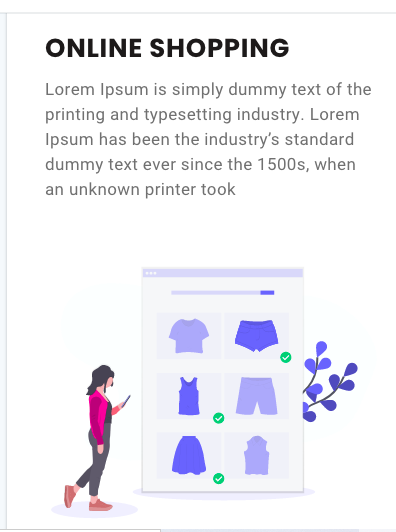 ONLINE SHOPPING
Lorem Ipsum is simply dummy text of the
printing and typesetting industry. Lorem
Ipsum has been the industry’s standard
dummy text ever since the 1500s, when
an unknown printer took